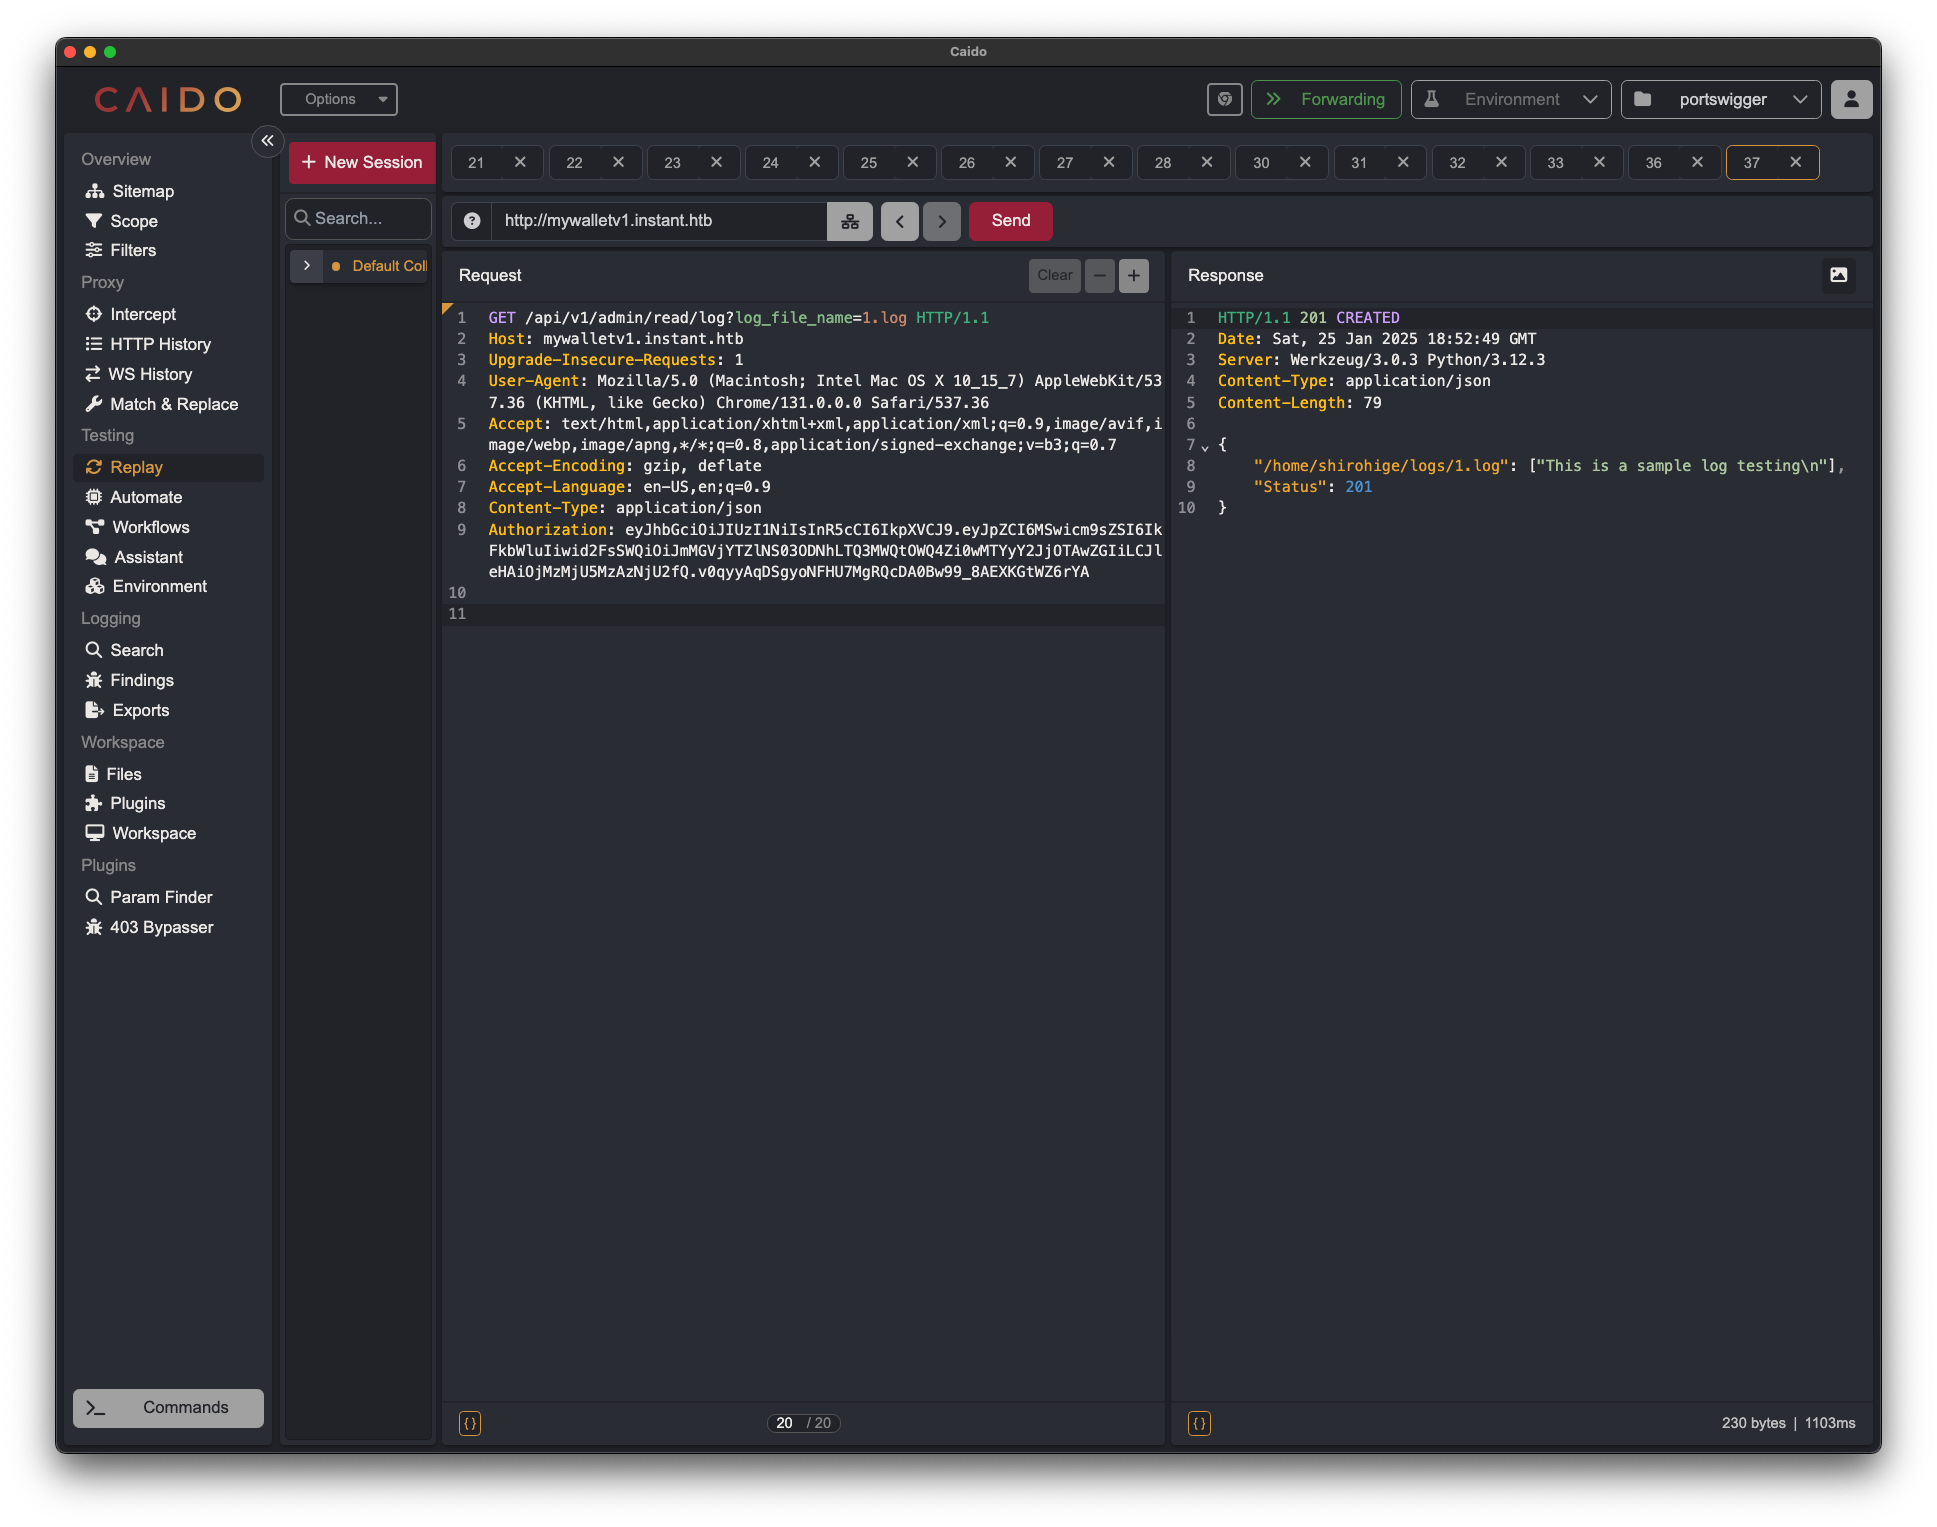 Caido
CAIDO
Options
Forwarding
Environment
portswigger
Overview
Sitemap
Scope
Filters
Proxy
Intercept
HTTP History
WS History
Match & Replace
Testing
Replay
Automate
Workflows
Assistant
Environment
Logging
Search
Findings
Exports
Workspace
Files
Plugins
Workspace
Plugins
Param Finder
403 Bypasser
Commands
+ New Session
Search...
Default Coll
21 22 23 24 25 26 27 28 30 31 32 33 36 37
http://mywalletv1.instant.htb
Send
Request
Clear
1 GET /api/v1/admin/read/log?log_file_name=1.log HTTP/1.1
2 Host: mywalletv1.instant.htb
3 Upgrade-Insecure-Requests: 1
4 User-Agent: Mozilla/5.0 (Macintosh; Intel Mac OS X 10_15_7) AppleWebKit/53
7.36 (KHTML, like Gecko) Chrome/131.0.0.0 Safari/537.36
5 Accept: text/html,application/xhtml+xml,application/xml;q=0.9,image/avif,i
mage/webp,image/apng,*/*;q=0.8,application/signed-exchange;v=b3;q=0.7
6 Accept-Encoding: gzip, deflate
7 Accept-Language: en-US,en;q=0.9
8 Content-Type: application/json
9 Authorization: eyJhbGciOiJIUzI1NiIsInR5cCI6IkpXVCJ9.eyJpZCI6MSwicm9sZSI6Ik
FkbWluIiwid2FsSWQiOiJmMGVjYTZlNS03ODNhLTQ3MWQtOWQ4Zi0wMTYyY2JjOTAwZGIiLCJl
eHAiOjMzMjU5MzAzNjU2fQ.v0qyyAqDSgyoNFHU7MgRQcDA0Bw99_8AEXKGtWZ6rYA
10
11
20 / 20
Response
1 HTTP/1.1 201 CREATED
2 Date: Sat, 25 Jan 2025 18:52:49 GMT
3 Server: Werkzeug/3.0.3 Python/3.12.3
4 Content-Type: application/json
5 Content-Length: 79
6
7 {
8 "/home/shirohige/logs/1.log": ["This is a sample log testing\n"],
9 "Status": 201
10 }
230 bytes | 1103ms